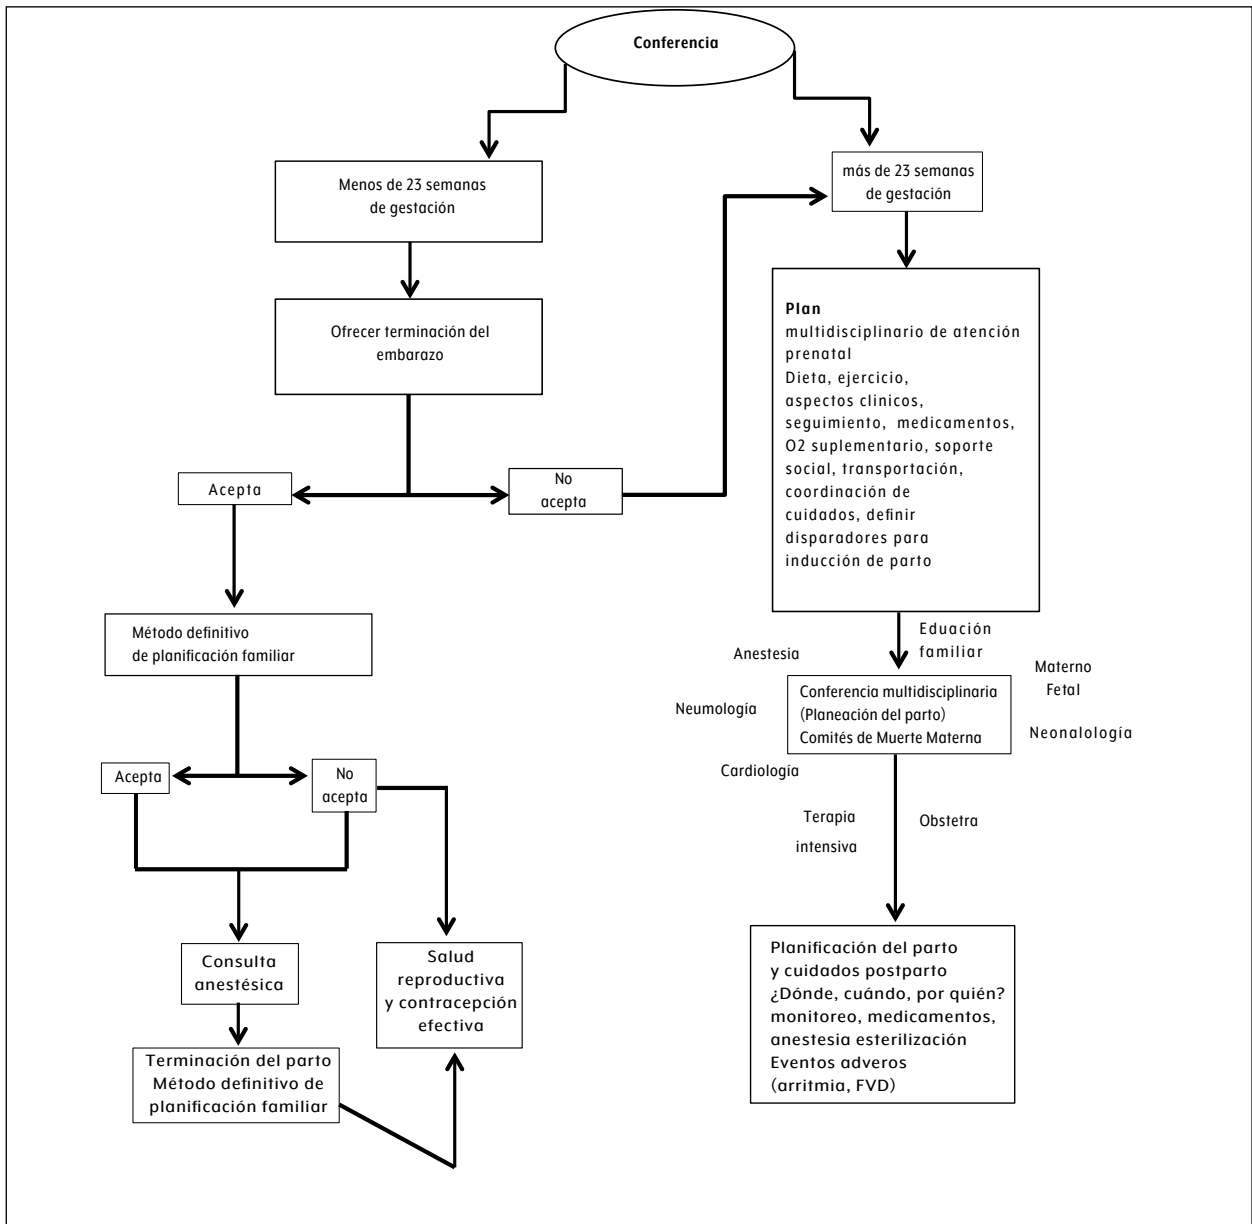 Conferencia
Menos de 23 semanas
de gestación
más de 23 semanas
de gestación
Ofrecer terminación del
embarazo
Plan
multidisciplinario de atención
prenatal
Dieta, ejercicio,
aspectos clinicos,
seguimiento, medicamentos,
O2 suplementario, soporte
social, transportación,
coordinación de
cuidados, definir
disparadores para
inducción de parto
Acepta
No
acepta
Método definitivo
de planificación familiar
Eduación
familiar
Anestesia
Materno
Fetal
Neumología
Conferencia multidisciplinaria
(Planeación del parto)
Comités de Muerte Materna
Neonalología
Cardiología
Terapia
intensiva
Obstetra
Acepta
No
acepta
Consulta
anestésica
Salud
reproductiva
y contracepción
efectiva
Terminación del parto
Método definitivo de
planificación familiar
Planificación del parto
y cuidados postparto
¿Dónde, cuándo, por quién?
monitoreo, medicamentos,
anestesia esterilización
Eventos adveros
(arritmia, FVD)